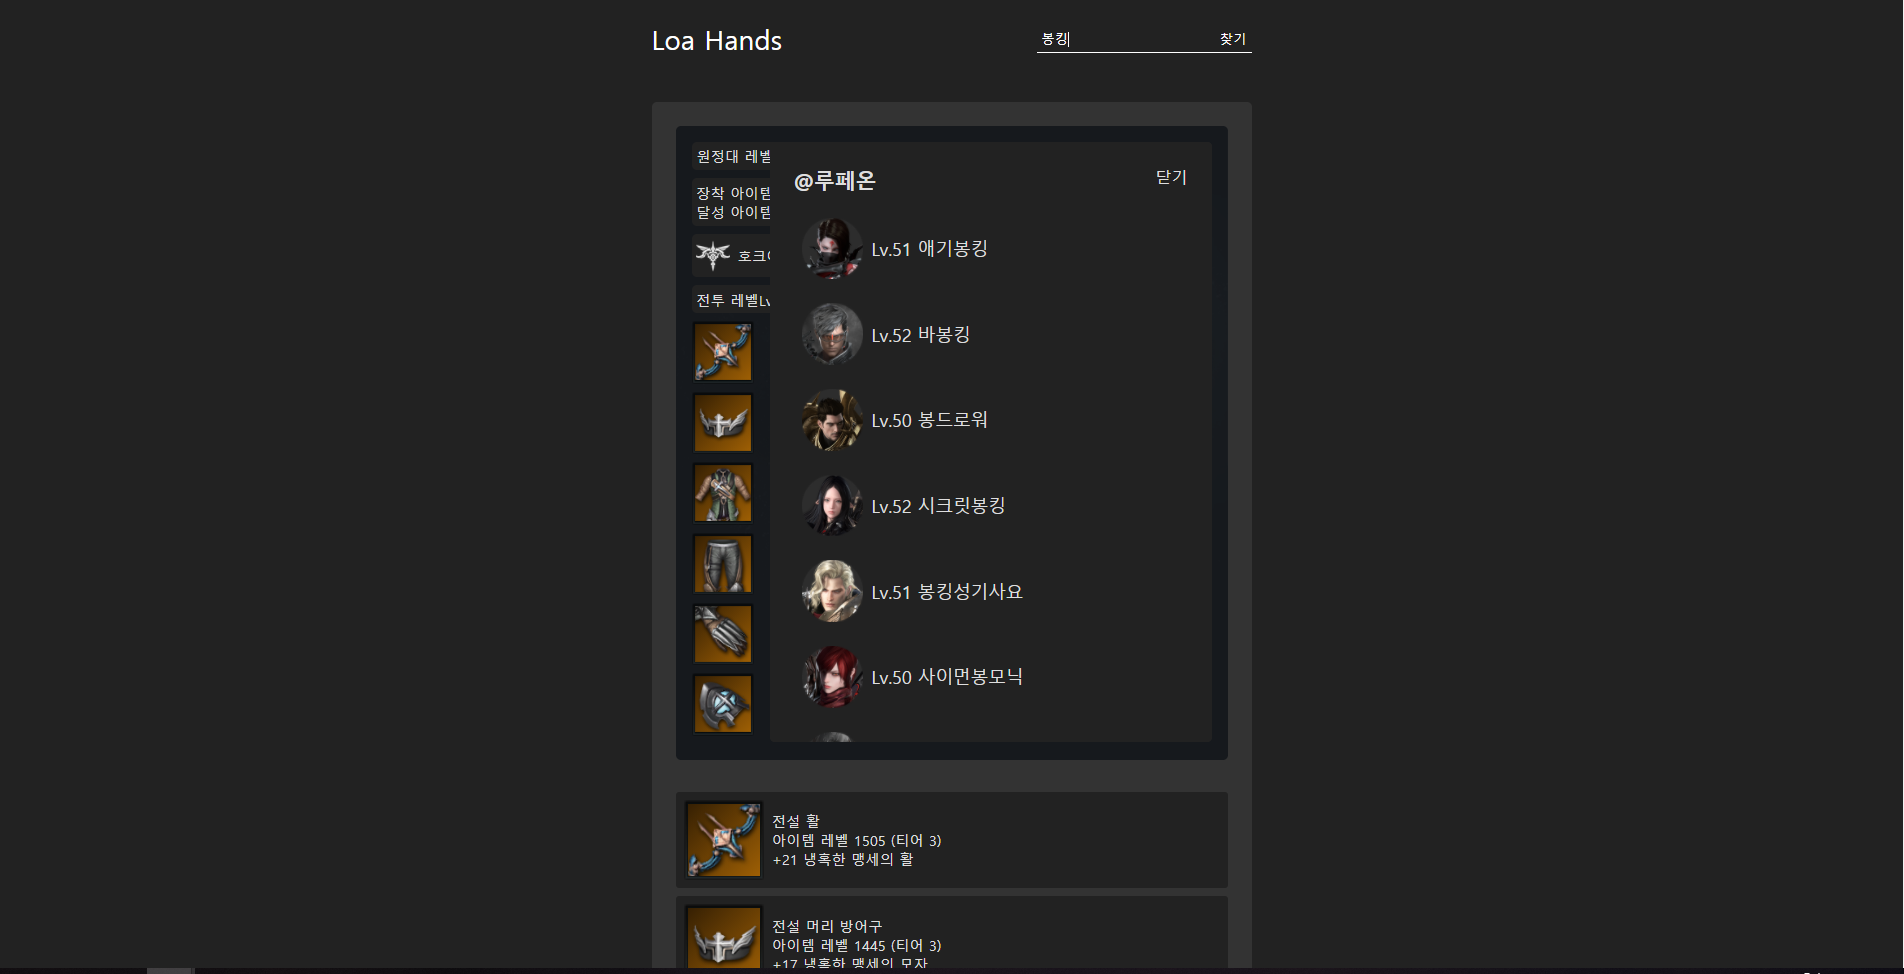 Loa Hands
봉킹
찾기
원정대 레벨
장착 아이템
달성 아이템
호크
전투 레벨Lv
@루페온
닫기
Lv.51 애기봉킹
Lv.52 바봉킹
Lv.50 봉드로워
Lv.52 시크릿봉킹
Lv.51 봉킹성기사요
Lv.50 사이먼봉모닉
전설 활
아이템 레벨 1505 (티어 3)
+21 냉혹한 맹세의 활
전설 머리 방어구
아이템 레벨 1445 (티어 3)
+17 냉혹한 맹세의 모자